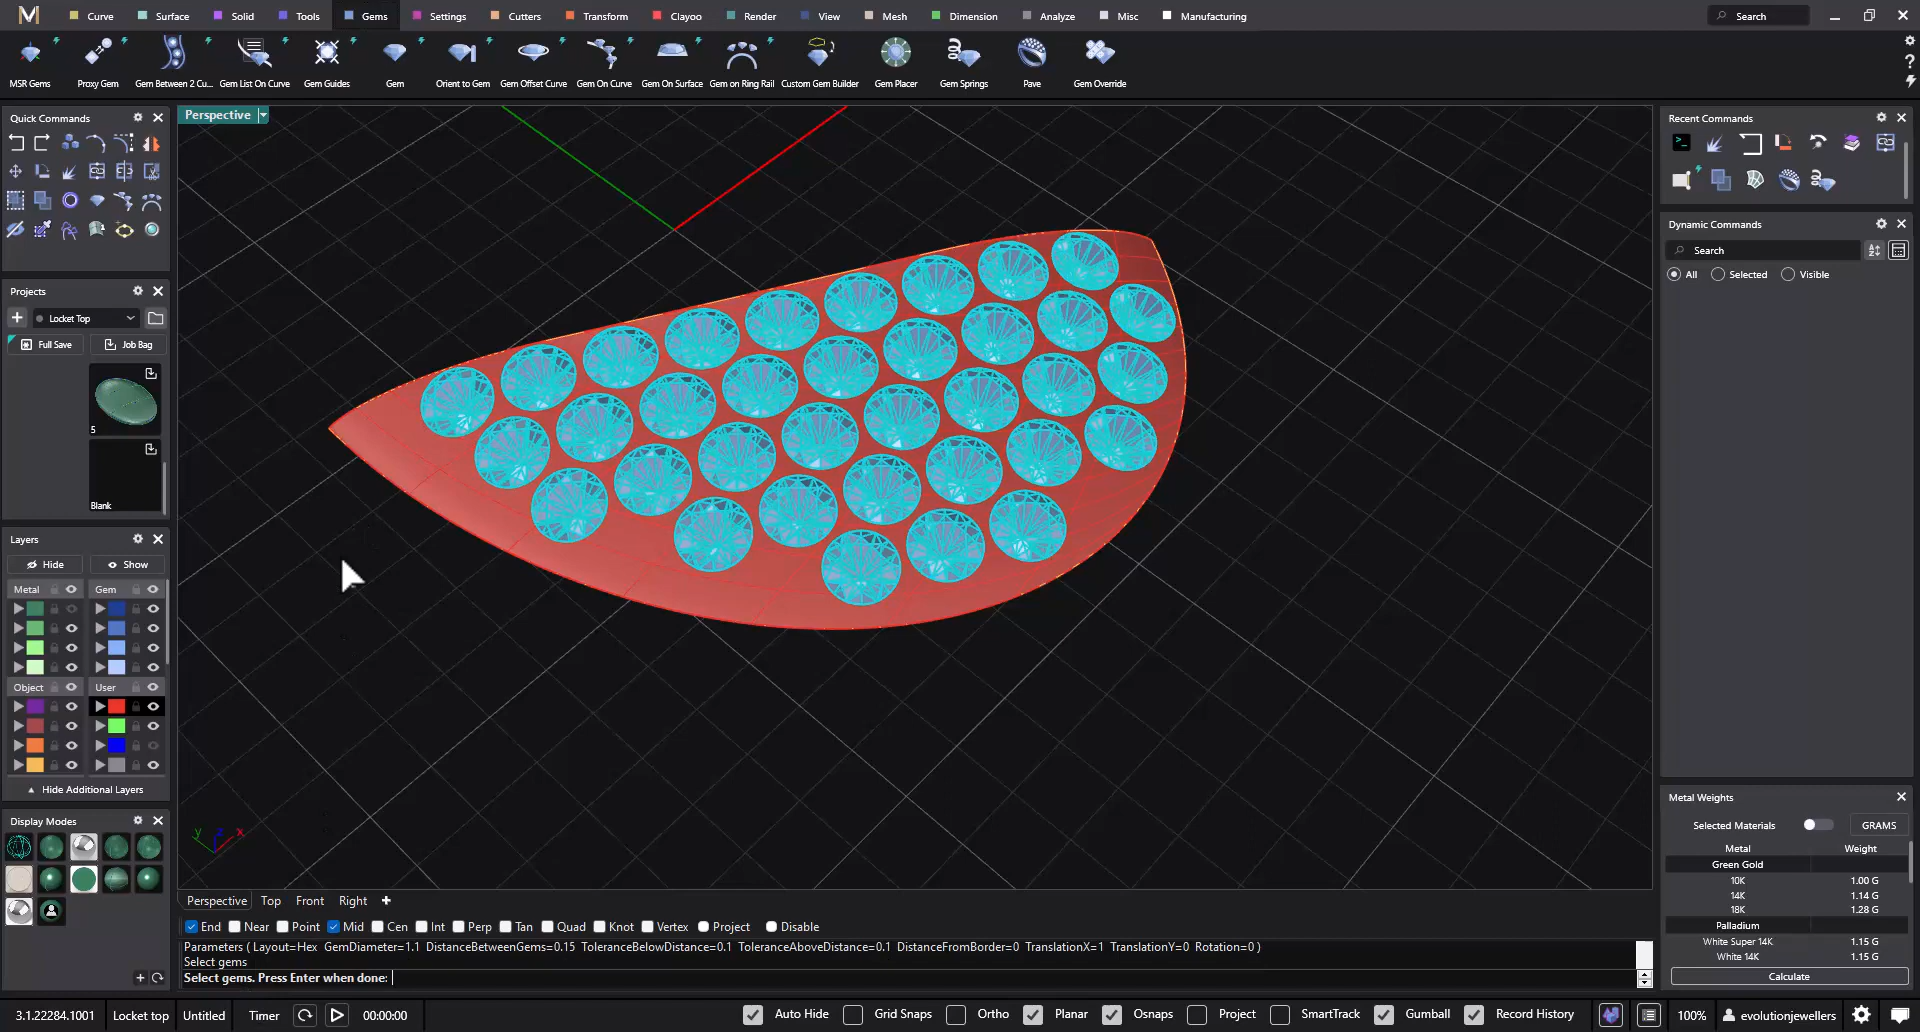 Curve Surface Solid Tools Gems Settings Cutters Transform Clayoo Render View Mesh Dimension Analyze Misc Manufacturing Search
MSR Gems Proxy Gem Gem Between 2 Cu... Gem List On Curve Gem Guides Gem Orient to Gem Gem Offset Curve Gem On Curve Gem On Surface Gem on Ring Rail Custom Gem Builder Gem Placer Gem Springs Pave Gem Override
Quick Commands
Projects
Locket Top
Full Save Job Bag
5
Blank
Layers
Hide Show
Metal Gem
Object User
Hide Additional Layers
Display Modes
Perspective
y z x
Perspective Top Front Right
End Near Point Mid Cen Int Perp Tan Quad Knot Vertex Project Disable
Parameters ( Layout=Hex GemDiameter=1.1 DistanceBetweenGems=0.15 ToleranceBelowDistance=0.1 ToleranceAboveDistance=0.1 DistanceFromBorder=0 TranslationX=1 TranslationY=0 Rotation=0 )
Select gems
Select gems. Press Enter when done:
Recent Commands
Dynamic Commands
Search
All Selected Visible
Metal Weights
Selected Materials GRAMS
Metal Weight
Green Gold
10K 1.00 G
14K 1.14 G
18K 1.28 G
Palladium
White Super 14K 1.15 G
White 14K 1.15 G
Calculate
3.1.22284.1001 Locket top Untitled Timer 00:00:00 Auto Hide Grid Snaps Ortho Planar Osnaps Project SmartTrack Gumball Record History 100% evolutionjewellers